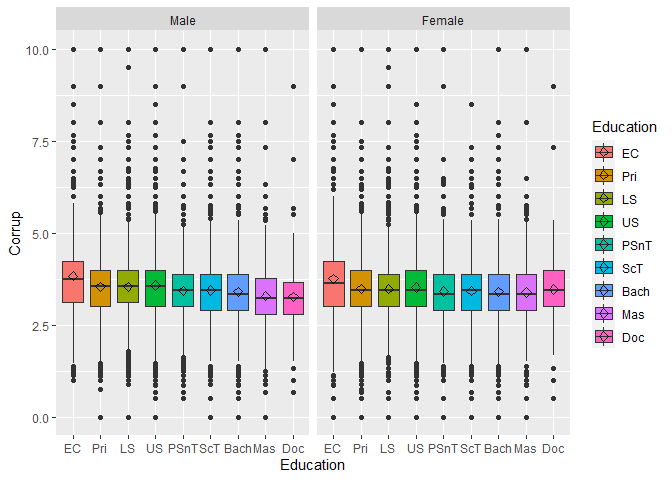 Male Female
Corrup
10.0
7.5
5.0
2.5
0.0
EC Pri LS US PSnT ScT Bach Mas Doc EC Pri LS US PSnT ScT Bach Mas Doc
Education
Education
EC
Pri
LS
US
PSnT
ScT
Bach
Mas
Doc